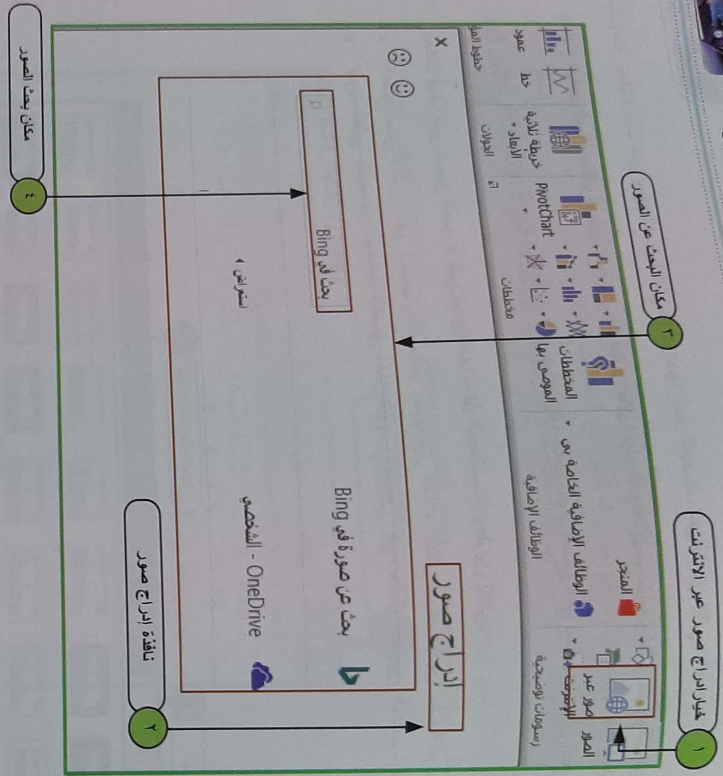 خيار ادراج صور عبر الانترنت
١
المتجر
الوظائف الإضافية الخاصة بي
الوظائف الإضافية
الصور
صور عبر الإنترنت
رسومات توضيحية
مكان البحث عن الصور
٣
المخططات الموصى بها
PivotChart
مخططات
خريطة ثلاثية الأبعاد
الجولات
خط
عمود
خطوط
إدراج صور
بحث عن صورة في Bing
بحث في Bing
OneDrive - الشخصي
استعراض
نافذة إدراج صور
٢
مكان بحث الصور
٤